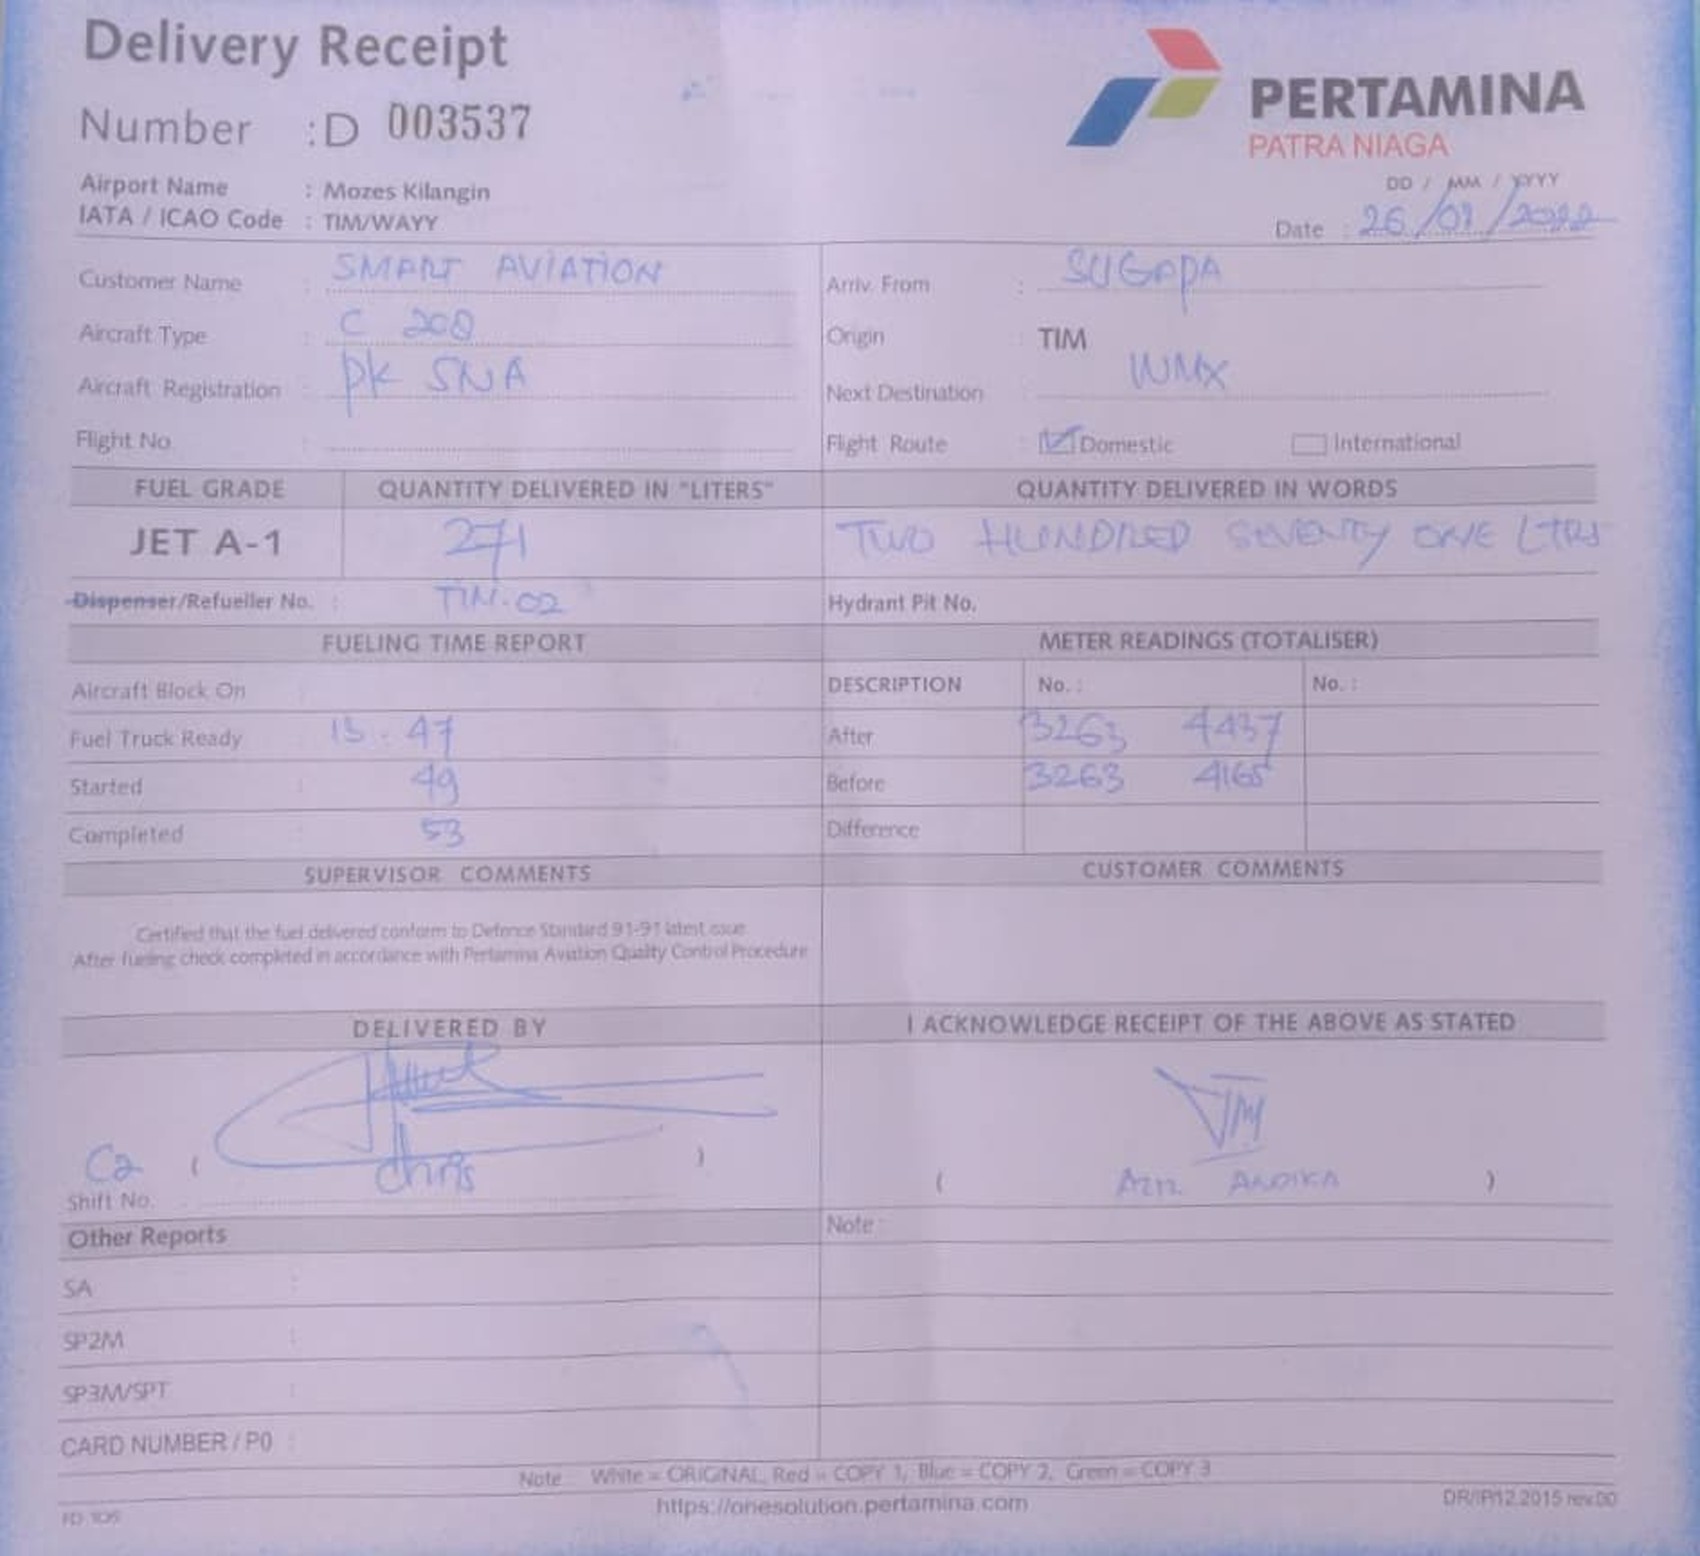 Delivery Receipt
Number : D 003537
PERTAMINA
PATRA NIAGA
Airport Name : Mozes Kilangin
IATA / ICAO Code : TIM/WAYY
DD / MM / YYYY
Date : 26/01/2022
Customer Name : SMART AVIATION
Arriv. From : SUGAPA
Aircraft Type : C 208
Origin : TIM
Aircraft Registration : PK SNA
Next Destination : WMX
Flight No. :
Flight Route : Domestic International
FUEL GRADE QUANTITY DELIVERED IN "LITERS" QUANTITY DELIVERED IN WORDS
JET A-1 271 TWO HUNDRED SEVENTY ONE LTRS
Dispenser/Refueller No. : TIM-02 Hydrant Pit No.
FUELING TIME REPORT METER READINGS (TOTALISER)
Aircraft Block On : DESCRIPTION No. : No. :
Fuel Truck Ready 13.47 After 3263 4437
Started : 49 Before 3263 4165
Completed : 53 Difference
SUPERVISOR COMMENTS CUSTOMER COMMENTS
Certified that the fuel delivered conform to Defence Standard 91-91 latest issue
After fueling check completed in accordance with Pertamina Aviation Quality Control Procedure
DELIVERED BY I ACKNOWLEDGE RECEIPT OF THE ABOVE AS STATED
C2 ( chris ) ( ANDIKA )
Shift No.
Other Reports Note :
SA :
SP2M :
SP3M/SPT :
CARD NUMBER / PO :
Note : White = ORIGINAL, Red = COPY 1, Blue = COPY 2, Green = COPY 3
https://onesolution.pertamina.com
DR/IP/12.2015 rev.00